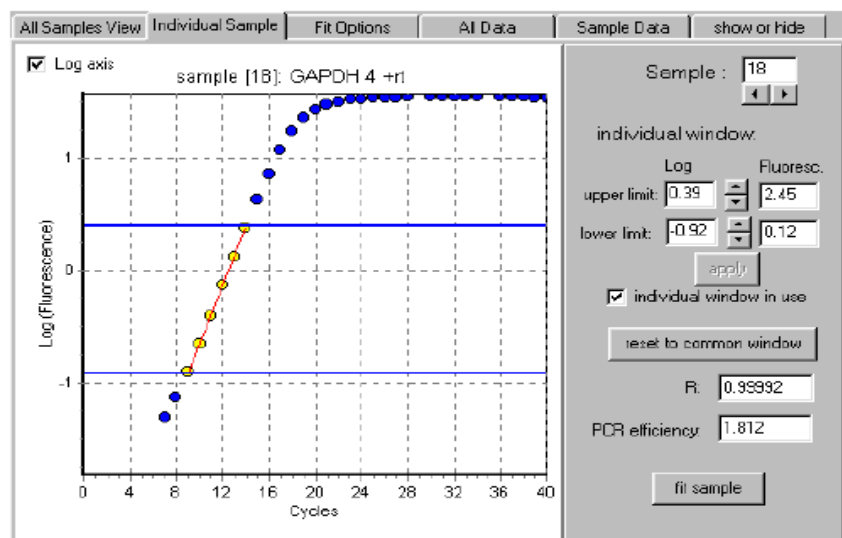 All Samples View Individual Sample Fit Options All Data Sample Data show or hide
Log axis
sample [18]: GAPDH 4 +rt
Log (Fluorescence)
1
0
-1
0 4 8 12 16 20 24 28 32 36 40
Cycles
Sample : 18
individual window:
Log Fluoresc.
upper limit: 0.39 2.45
lower limit: -0.92 0.12
apply
individual window in use
reset to common window
R: 0.99992
PCR efficiency: 1.812
fit sample